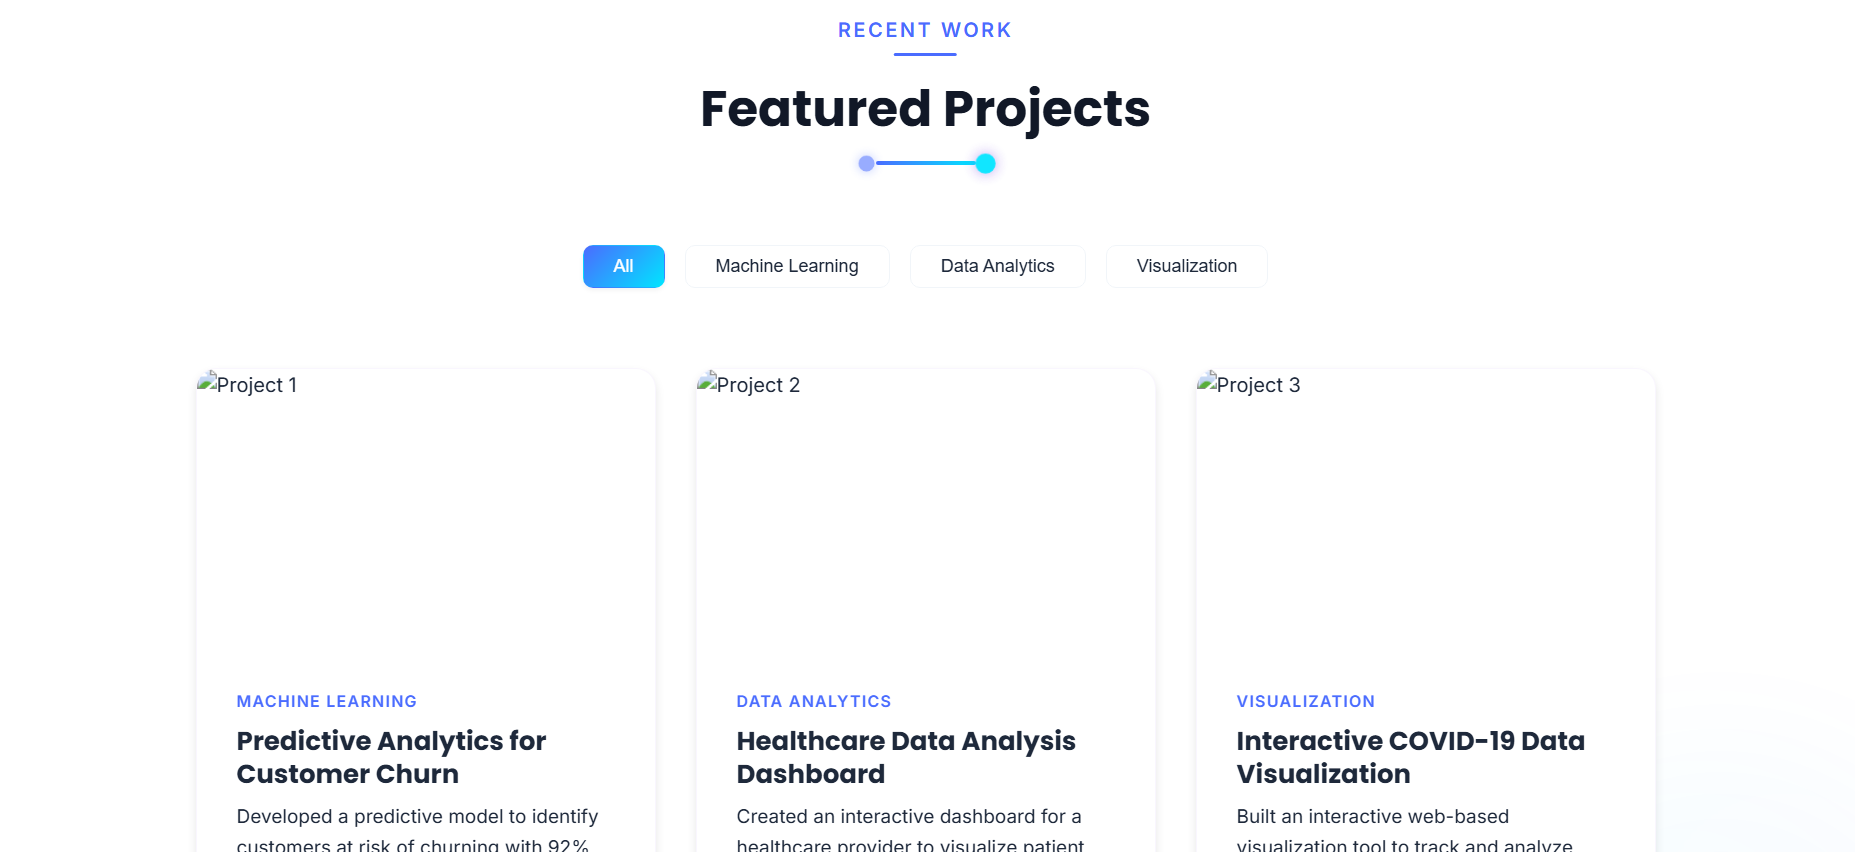 RECENT WORK
Featured Projects
All
Machine Learning
Data Analytics
Visualization
Project 1
Project 2
Project 3
MACHINE LEARNING
Predictive Analytics for
Customer Churn
Developed a predictive model to identify
customers at risk of churning with 92%
DATA ANALYTICS
Healthcare Data Analysis
Dashboard
Created an interactive dashboard for a
healthcare provider to visualize patient
VISUALIZATION
Interactive COVID-19 Data
Visualization
Built an interactive web-based
visualization tool to track and analyze